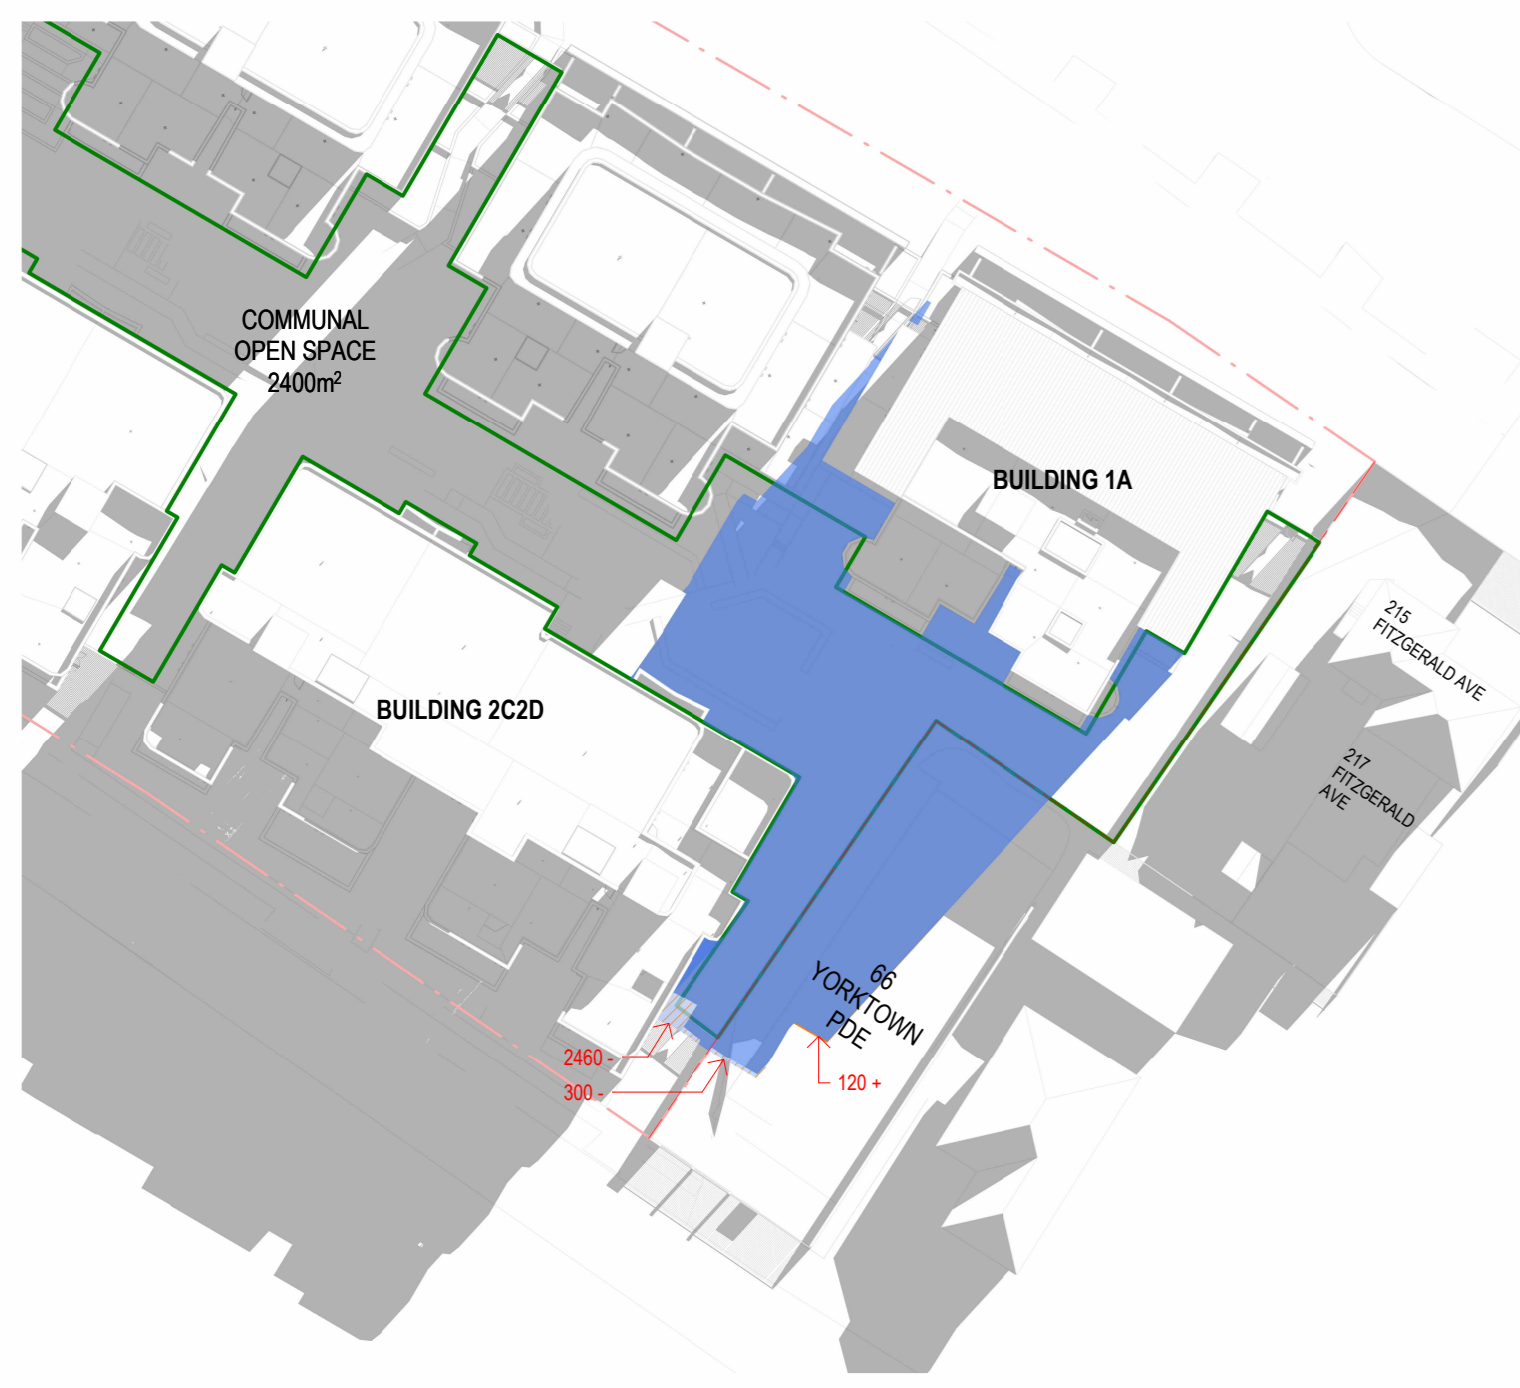 COMMUNAL
OPEN SPACE
2400m²
BUILDING 1A
215
FITZGERALD AVE
BUILDING 2C2D
217
FITZGERALD
AVE
66
YORKTOWN
PDE
2460 -
300 -
120 +